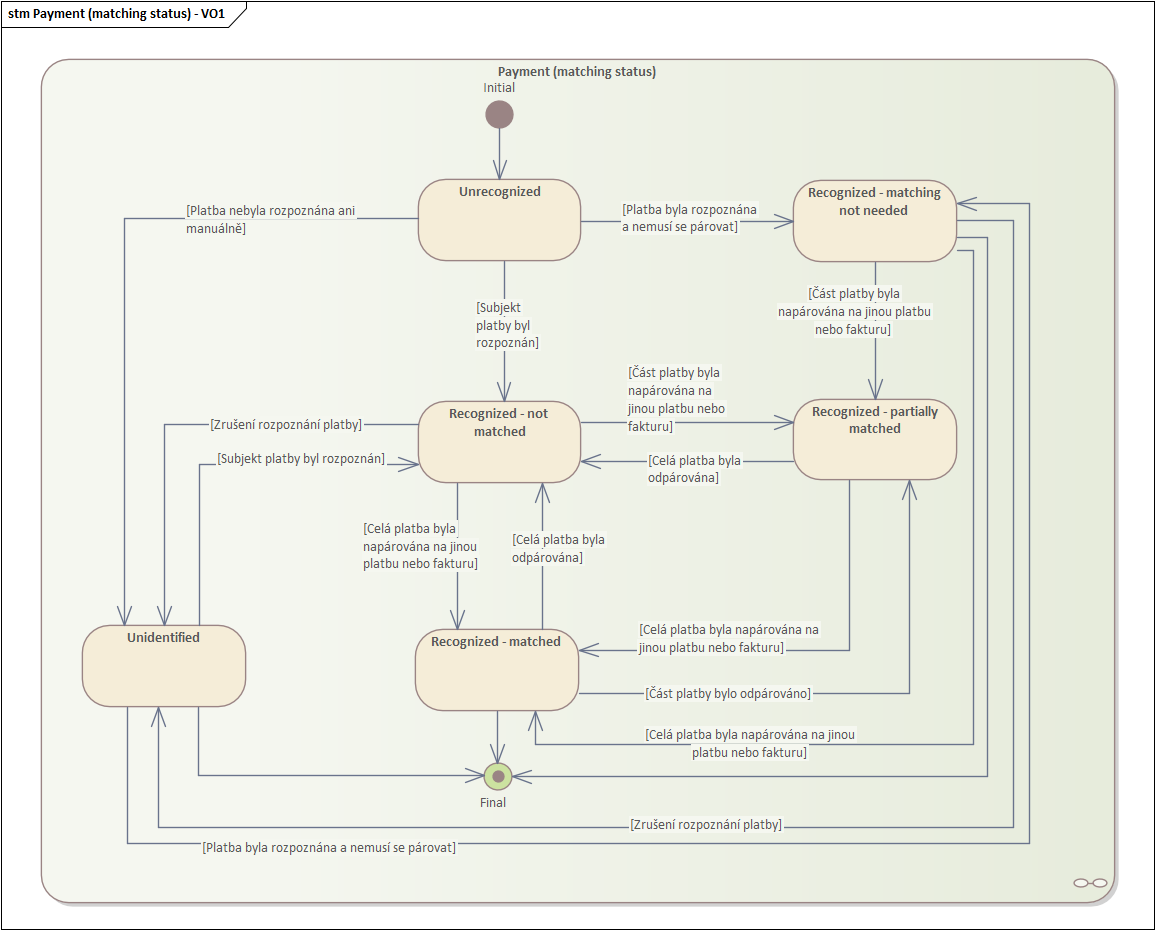 stm Payment (matching status) - VO1
Payment (matching status)
Initial
Unrecognized
Recognized - matching
not needed
[Platba nebyla rozpoznána ani
manuálně]
[Platba byla rozpoznána
a nemusí se párovat]
[Subjekt
platby byl
rozpoznán]
[Část platby byla
napárována na jinou platbu
nebo fakturu]
[Část platby byla
napárována na
jinou platbu nebo
fakturu]
Recognized - not
matched
Recognized - partially
matched
[Zrušení rozpoznání platby]
[Subjekt platby byl rozpoznán]
[Celá platba byla
odpárována]
[Celá platba byla
napárována na jinou
platbu nebo fakturu]
[Celá platba byla
odpárována]
Unidentified
Recognized - matched
[Celá platba byla napárována na
jinou platbu nebo fakturu]
[Část platby bylo odpárováno]
[Celá platba byla napárována na jinou
platbu nebo fakturu]
Final
[Zrušení rozpoznání platby]
[Platba byla rozpoznána a nemusí se párovat]